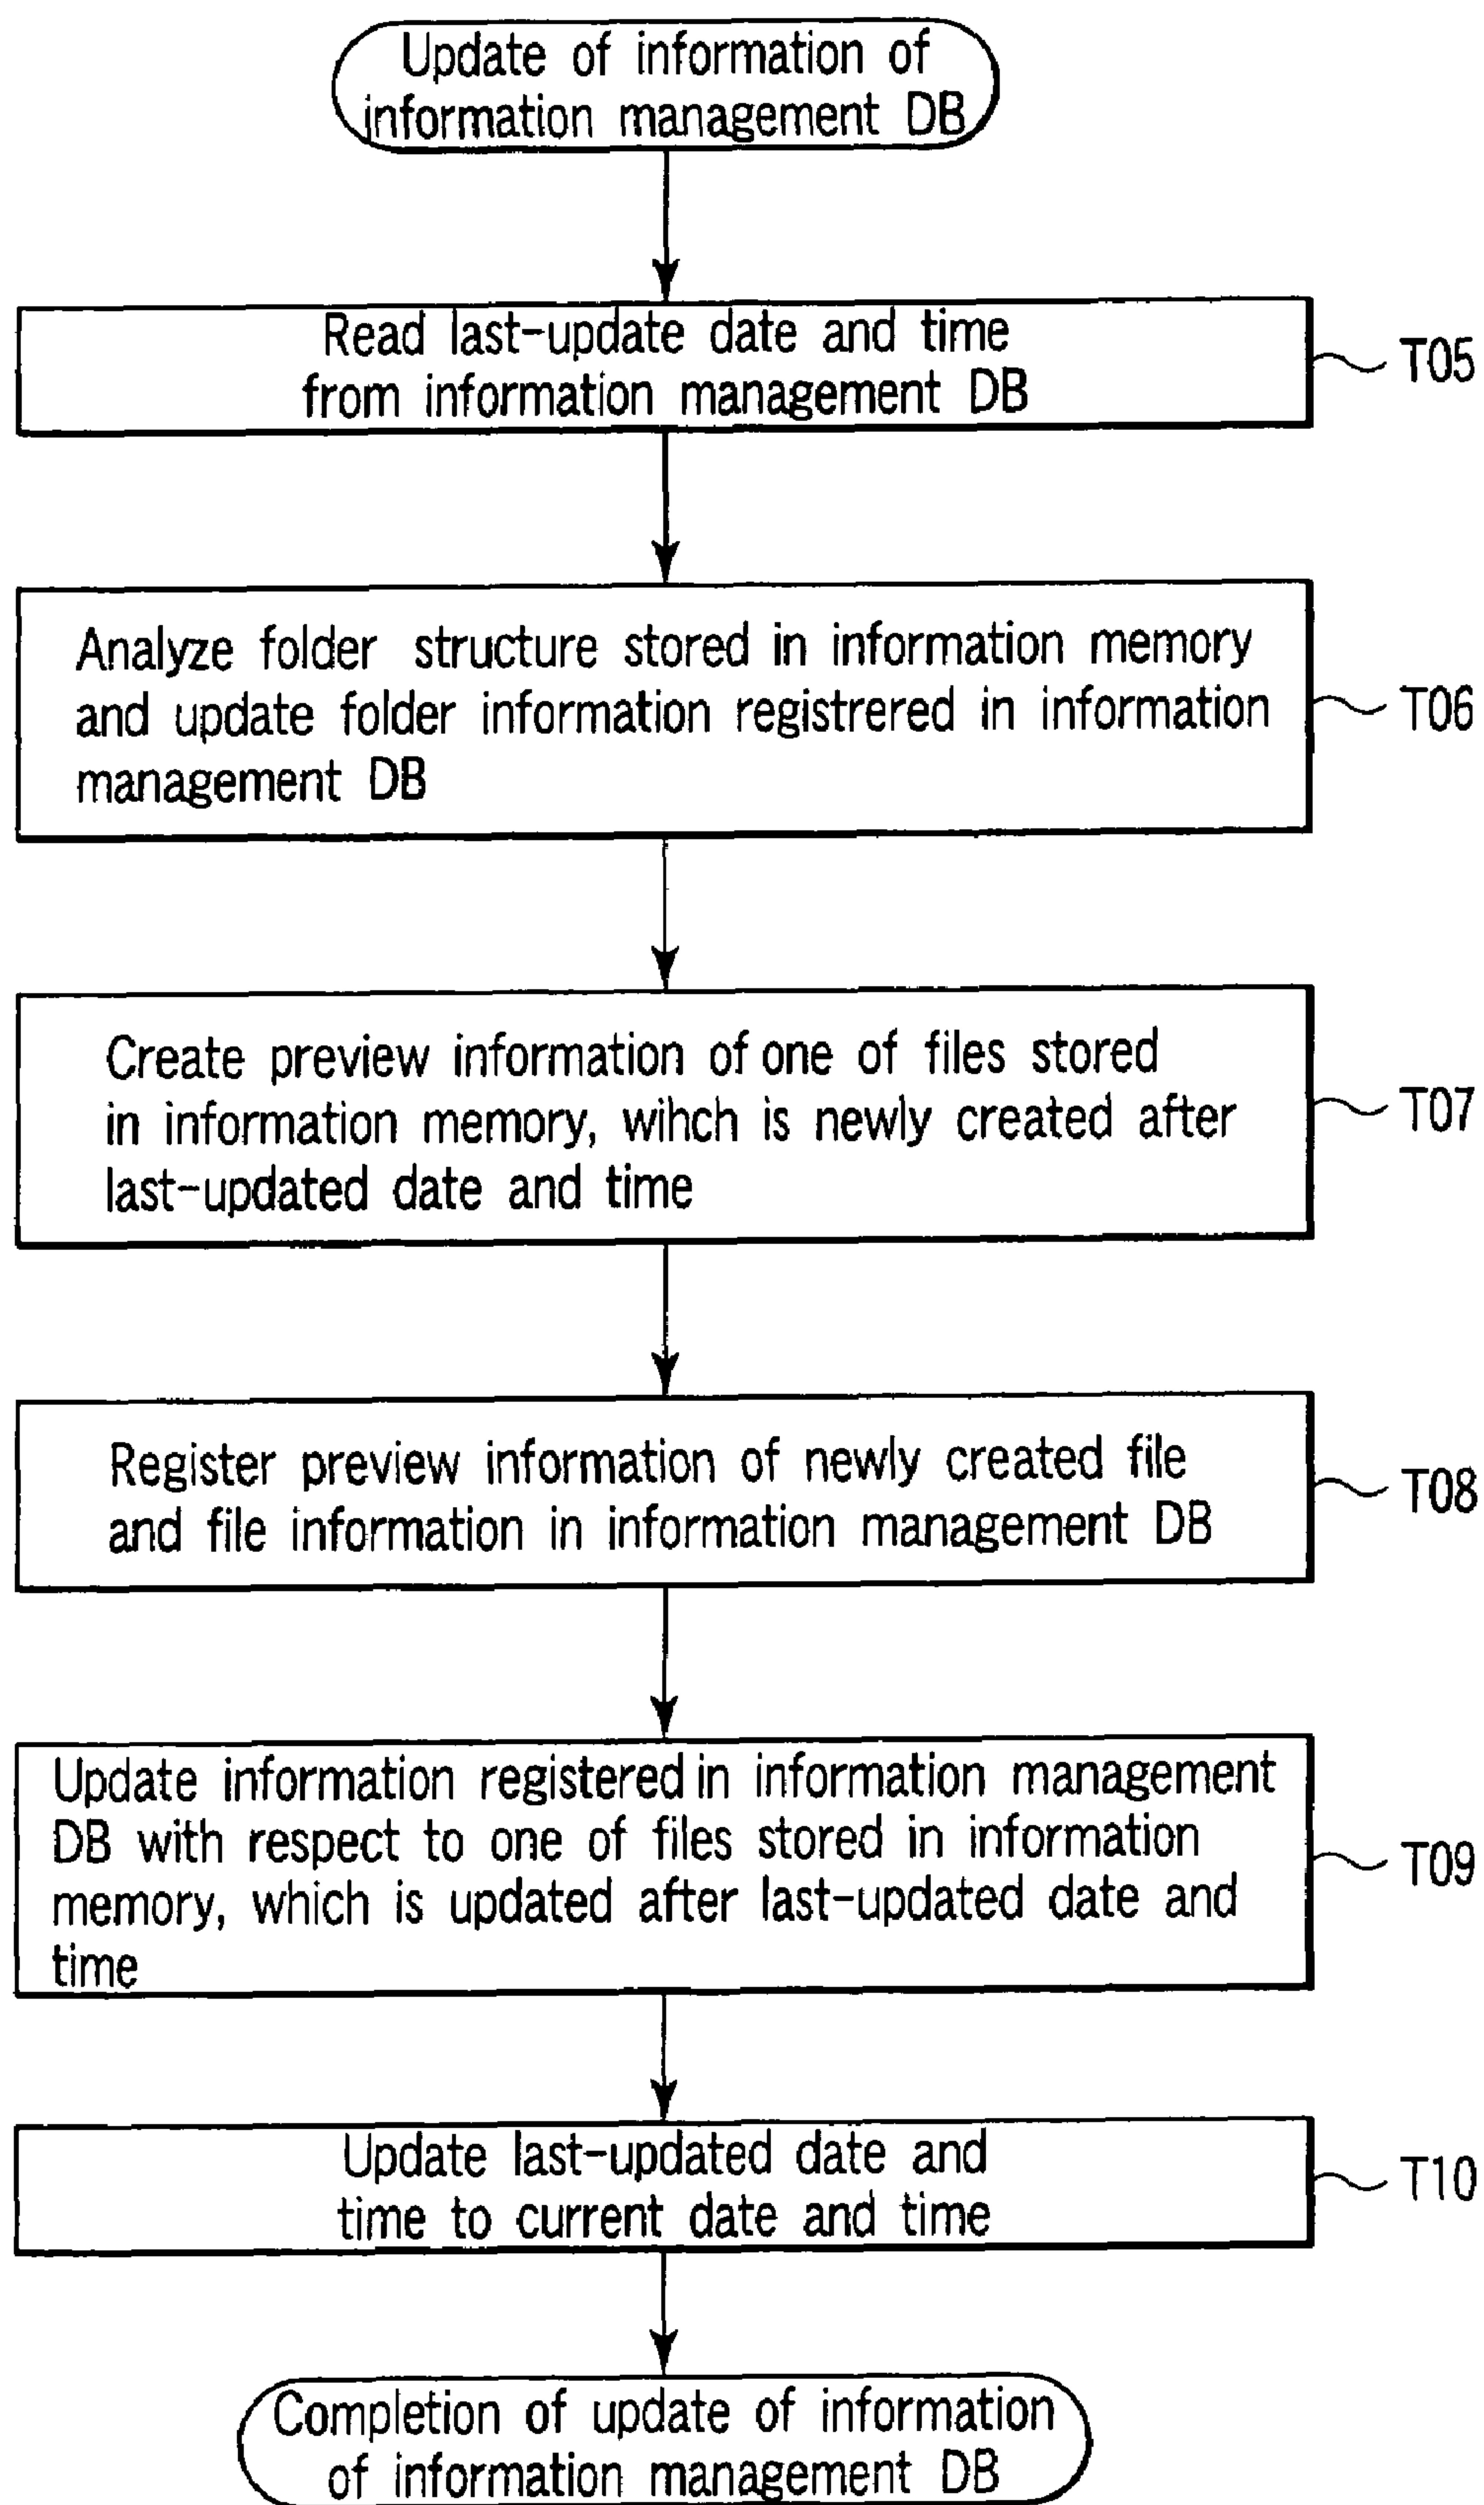 Update of information of
information management DB
Read last-update date and time
from information management DB
T05
Analyze folder structure stored in information memory
and update folder information registrered in information
management DB
T06
Create preview information of one of files stored
in information memory, wihch is newly created after
last-updated date and time
T07
Register preview information of newly created file
and file information in information management DB
T08
Update information registered in information management
DB with respect to one of files stored in information
memory, which is updated after last-updated date and
time
T09
Update last-updated date and
time to current date and time
T10
Completion of update of information
of information management DB